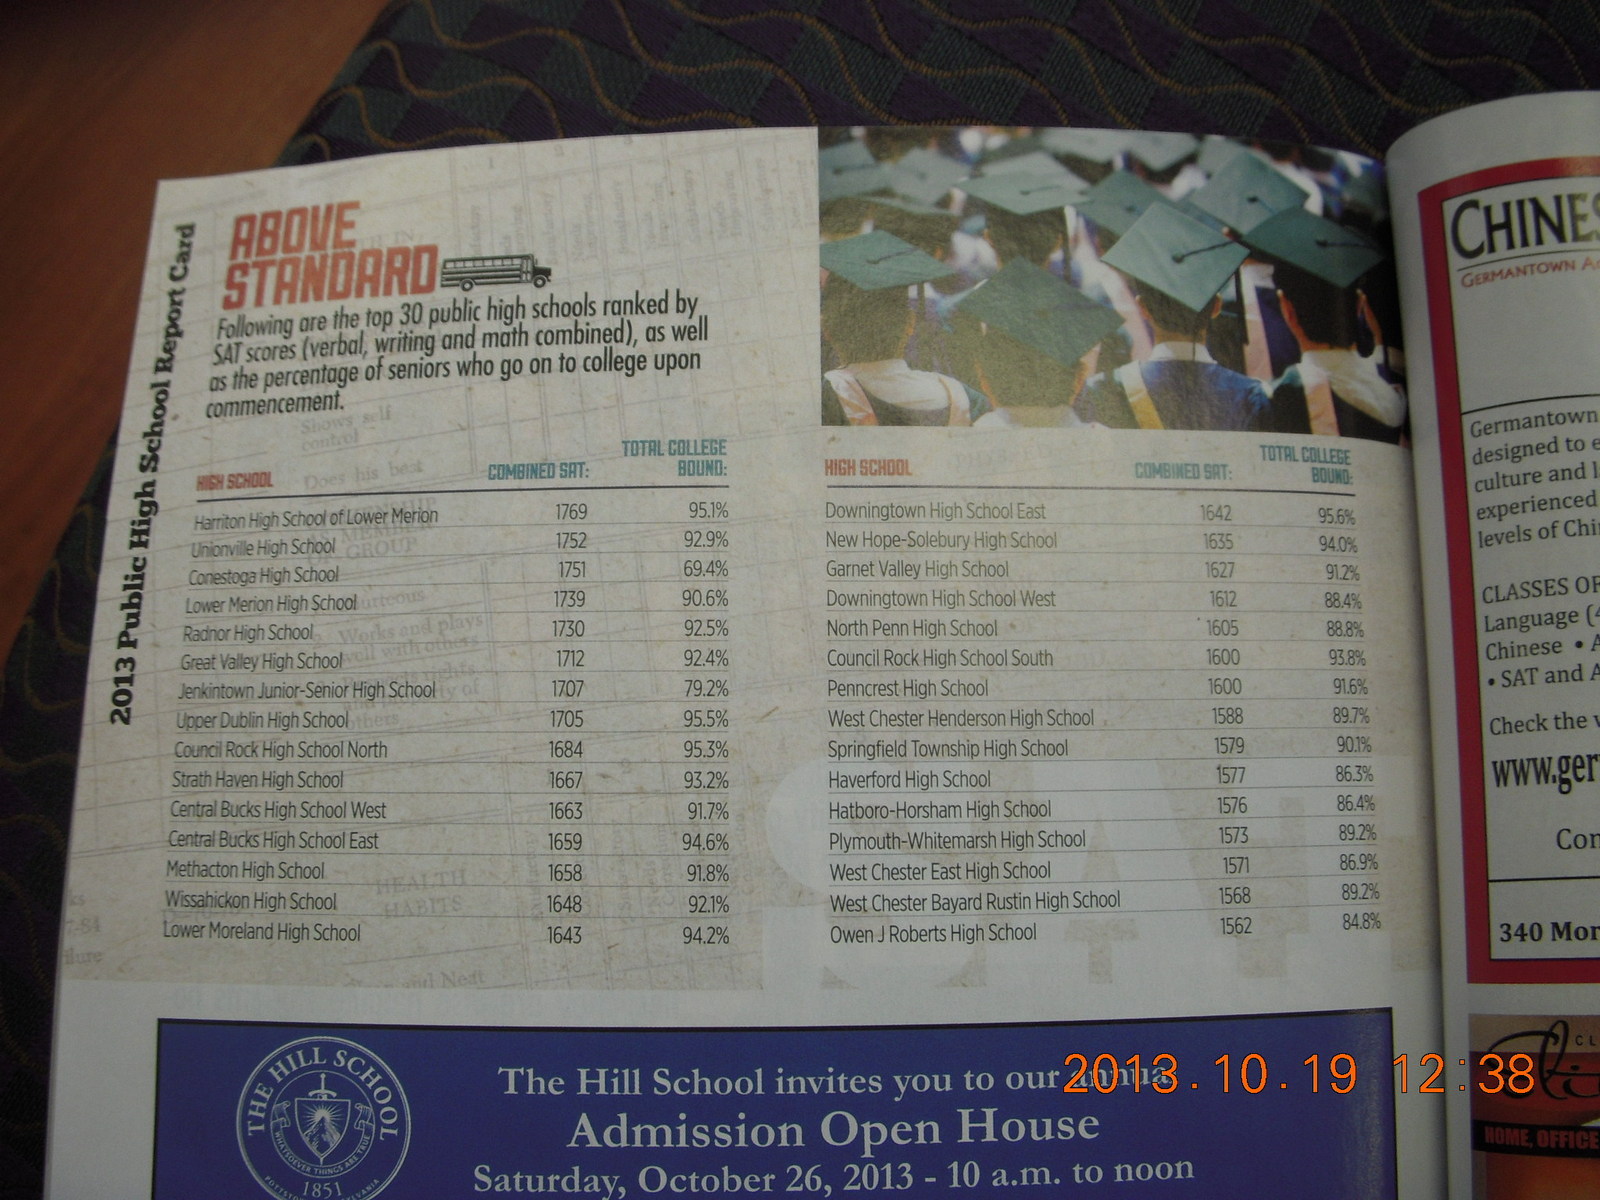 2013 Public High School Report Card
ABOVE
STANDARD
Following are the top 30 public high schools ranked by
SAT scores (verbal, writing and math combined), as well
as the percentage of seniors who go on to college upon
commencement.
HIGH SCHOOL COMBINED SAT: TOTAL COLLEGE BOUND:
Harriton High School of Lower Merion 1769 95.1%
Unionville High School 1752 92.9%
Conestoga High School 1751 69.4%
Lower Merion High School 1739 90.6%
Radnor High School 1730 92.5%
Great Valley High School 1712 92.4%
Jenkintown Junior-Senior High School 1707 79.2%
Upper Dublin High School 1705 95.5%
Council Rock High School North 1684 95.3%
Strath Haven High School 1667 93.2%
Central Bucks High School West 1663 91.7%
Central Bucks High School East 1659 94.6%
Methacton High School 1658 91.8%
Wissahickon High School 1648 92.1%
Lower Moreland High School 1643 94.2%
HIGH SCHOOL COMBINED SAT: TOTAL COLLEGE BOUND:
Downingtown High School East 1642 95.6%
New Hope-Solebury High School 1635 94.0%
Garnet Valley High School 1627 91.2%
Downingtown High School West 1612 88.4%
North Penn High School 1605 88.8%
Council Rock High School South 1600 93.8%
Penncrest High School 1600 91.6%
West Chester Henderson High School 1588 89.7%
Springfield Township High School 1579 90.1%
Haverford High School 1577 86.3%
Hatboro-Horsham High School 1576 86.4%
Plymouth-Whitemarsh High School 1573 89.2%
West Chester East High School 1571 86.9%
West Chester Bayard Rustin High School 1568 89.2%
Owen J Roberts High School 1562 84.8%
THE HILL SCHOOL
WHATSOEVER THINGS ARE TRUE
1851
The Hill School invites you to our annual
Admission Open House
Saturday, October 26, 2013 - 10 a.m. to noon
2013.10.19 12:38
CHINES
GERMANTOWN A
Germantown
designed to e
culture and l
experienced
levels of Chi
CLASSES OF
Language (4
Chinese • A
• SAT and A
Check the
www.ger
Con
340 Mor
HOME, OFFICE